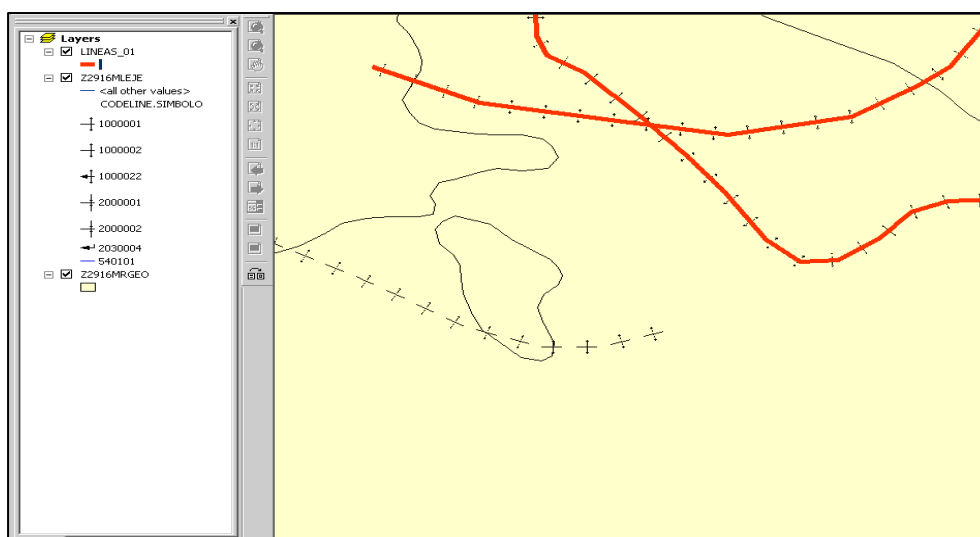 Layers
LINEAS_01
Z2916MLEJE
<all other values>
CODELINE.SIMBOLO
1000001
1000002
1000022
2000001
2000002
2030004
540101
Z2916MRGEO